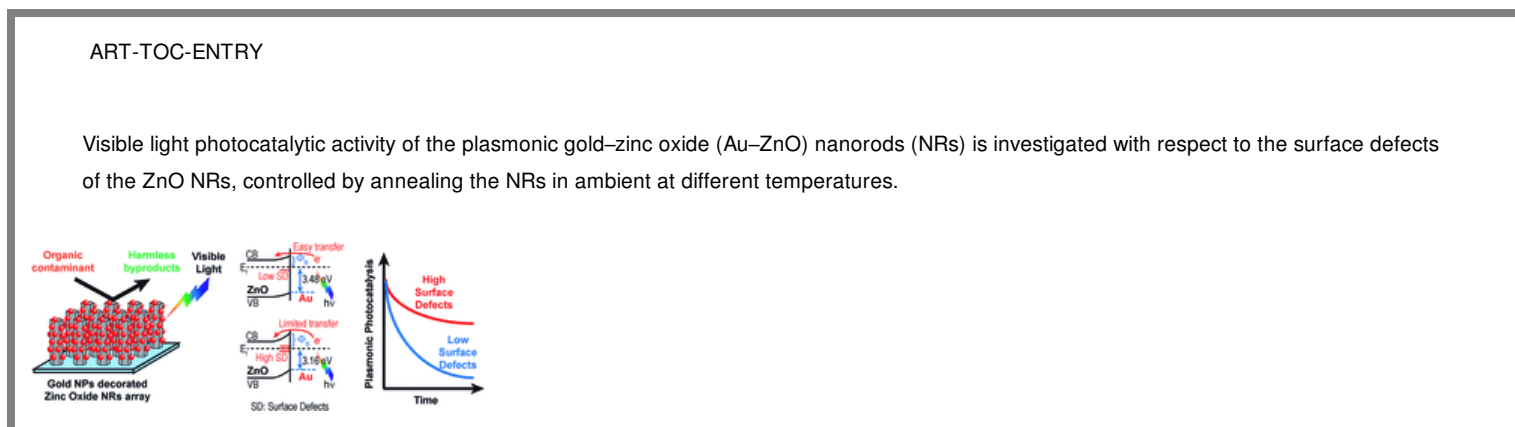 ART-TOC-ENTRY
Visible light photocatalytic activity of the plasmonic gold–zinc oxide (Au–ZnO) nanorods (NRs) is investigated with respect to the surface defects
of the ZnO NRs, controlled by annealing the NRs in ambient at different temperatures.
Organic
contaminant
Harmless
byproducts
Visible
Light
Gold NPs decorated
Zinc Oxide NRs array
Easy transfer
CB
e-
Low SD
3.48 eV
ZnO
Au
VB
hν
Limited transfer
CB
e-
High SD
3.16 eV
ZnO
Au
VB
hν
SD: Surface Defects
Plasmonic Photocatalysis
High
Surface
Defects
Low
Surface
Defects
Time